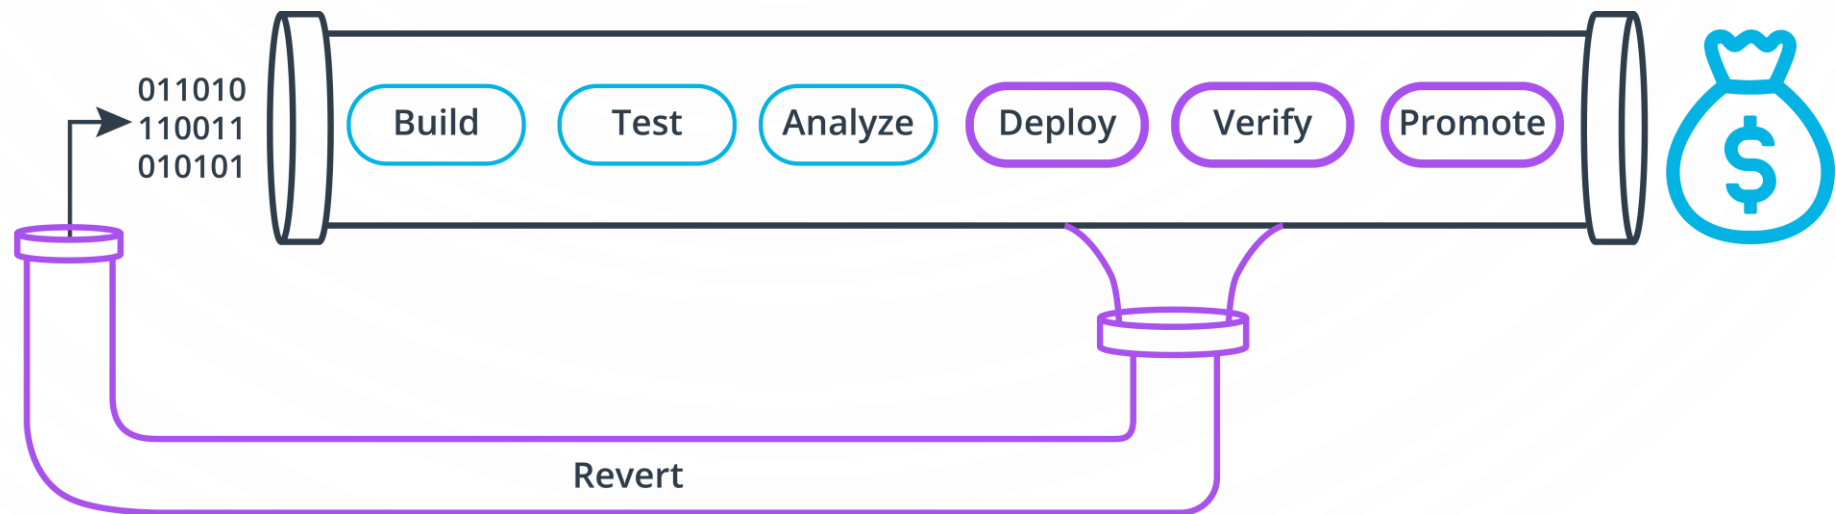 011010
110011
010101
Build
Test
Analyze
Deploy
Verify
Promote
$
Revert